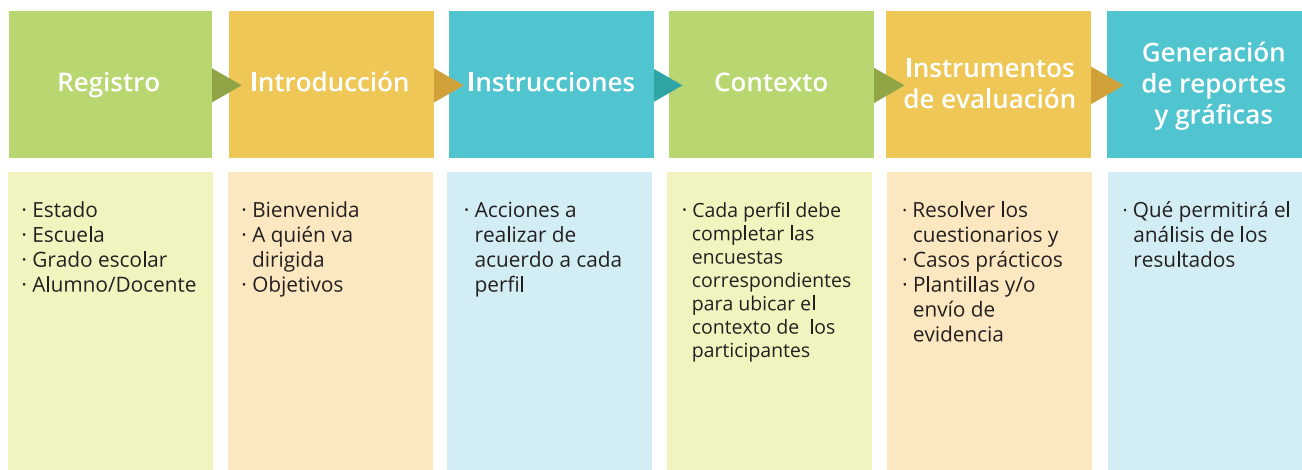 Registro
Introducción
Instrucciones
Contexto
Instrumentos
de evaluación
Generación
de reportes
y gráficas
· Estado
· Escuela
· Grado escolar
· Alumno/Docente
· Bienvenida
· A quién va
dirigida
· Objetivos
· Acciones a
realizar de
acuerdo a cada
perfil
· Cada perfil debe
completar las
encuestas
correspondientes
para ubicar el
contexto de los
participantes
· Resolver los
cuestionarios y
· Casos prácticos
· Plantillas y/o
envío de
evidencia
· Qué permitirá el
análisis de los
resultados